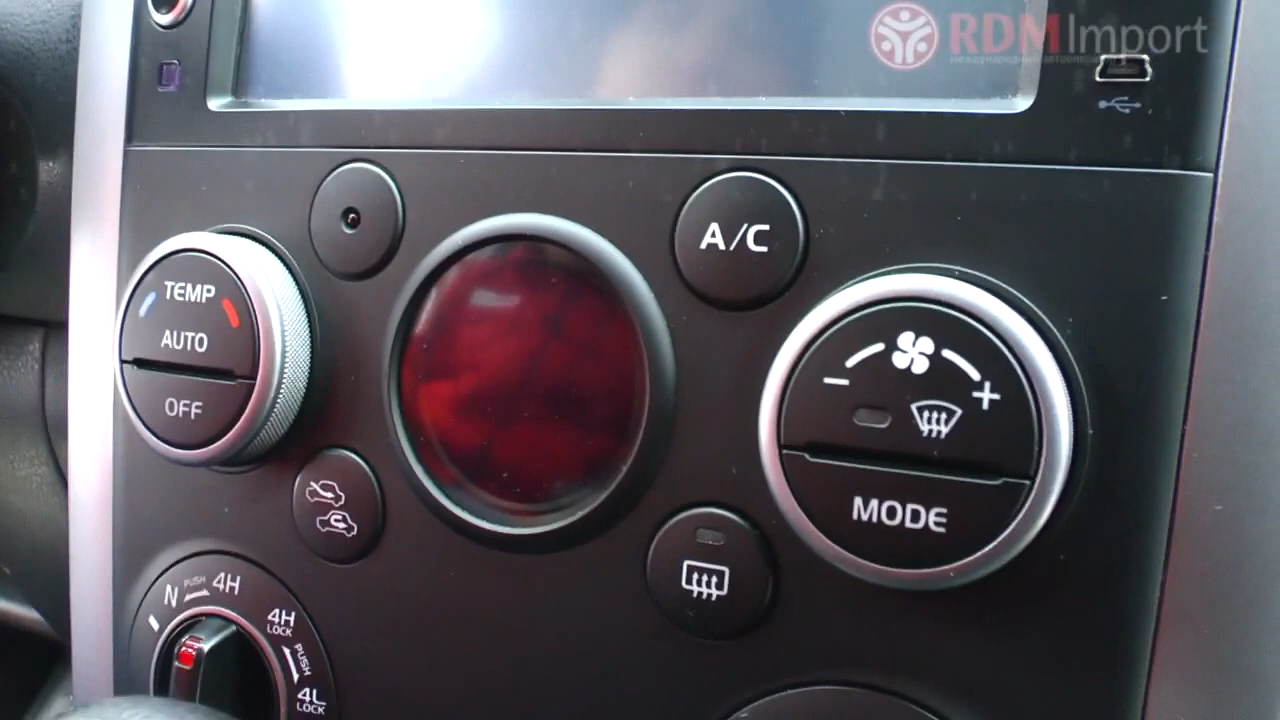 RDM Import
A/C
TEMP
AUTO
OFF
MODE
N
PUSH
4H
4H
LOCK
PUSH
4L
LOCK